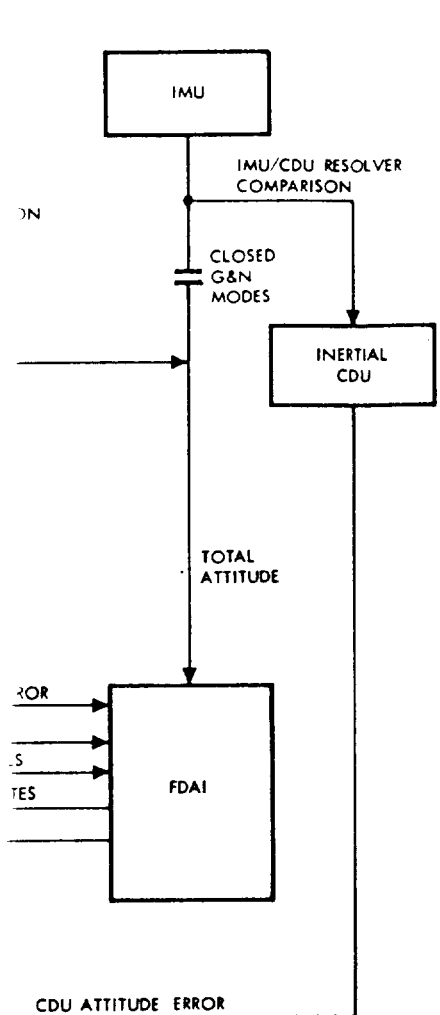 IMU
IMU/CDU RESOLVER
COMPARISON
CLOSED
G&N
MODES
INERTIAL
CDU
TOTAL
ATTITUDE
FDAI
CDU ATTITUDE ERROR